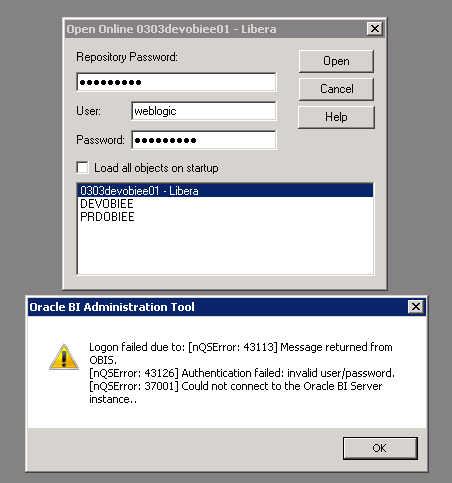 Open Online 0303devobiee01 - Libera
Repository Password:
●●●●●●●●●
Open
Cancel
User: weblogic
Help
Password: ●●●●●●●●●
Load all objects on startup
0303devobiee01 - Libera
DEVOBIEE
PRDOBIEE
Oracle BI Administration Tool
Logon failed due to: [nQSError: 43113] Message returned from
OBIS.
[nQSError: 43126] Authentication failed: invalid user/password.
[nQSError: 37001] Could not connect to the Oracle BI Server
instance..
OK